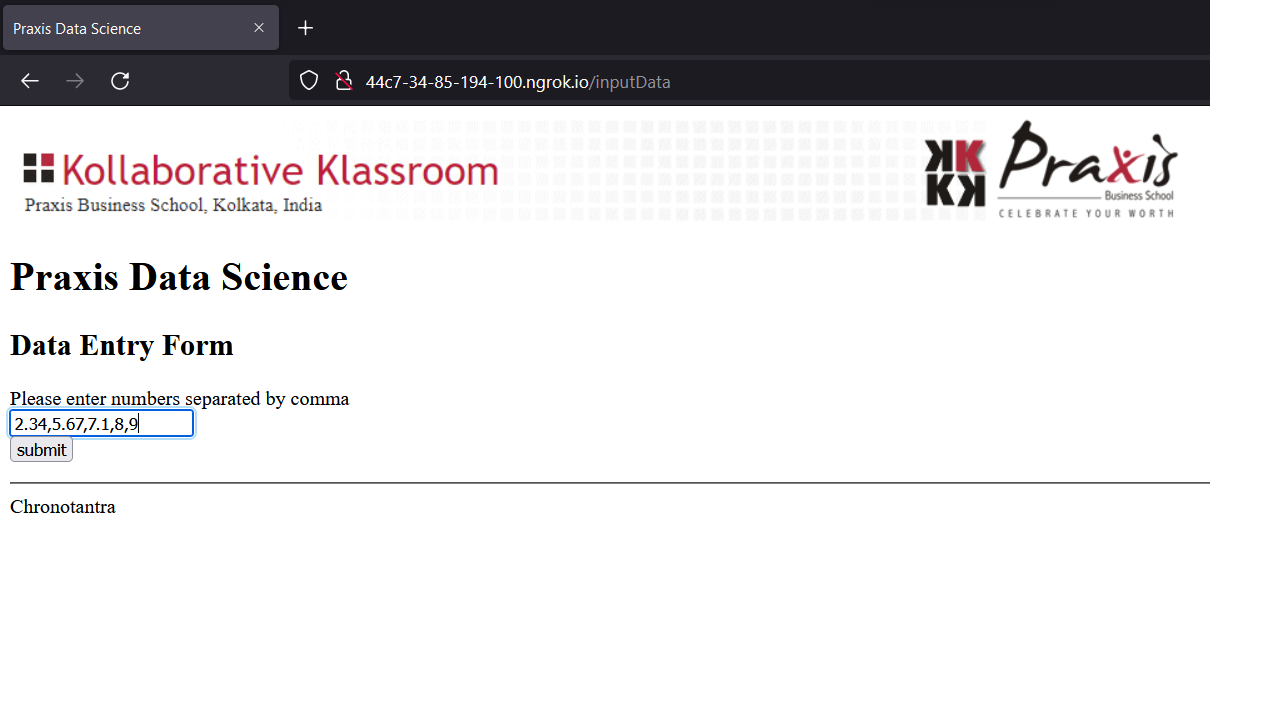 Praxis Data Science
44c7-34-85-194-100.ngrok.io/inputData
Kollaborative Klassroom
Praxis Business School, Kolkata, India
KK
KK
Praxis
Business School
CELEBRATE YOUR WORTH
Praxis Data Science
Data Entry Form
Please enter numbers separated by comma
2.34,5.67,7.1,8,9
submit
Chronotantra